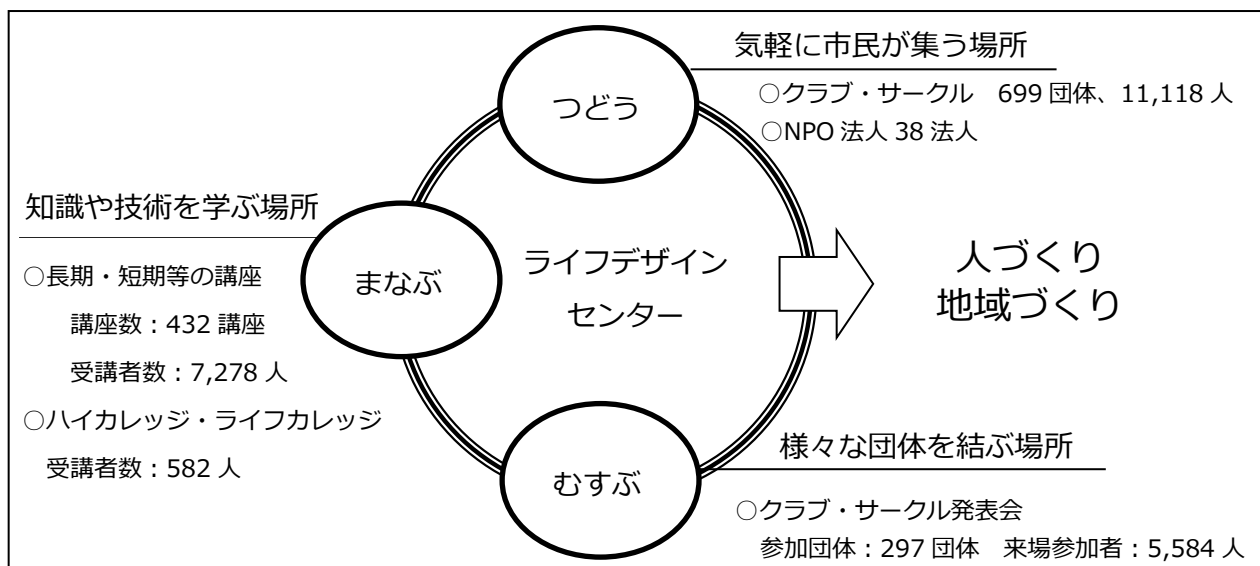 気軽に市民が集う場所
つどう
○クラブ・サークル　699 団体、11,118 人
○NPO 法人 38 法人
知識や技術を学ぶ場所
まなぶ
○長期・短期等の講座
講座数：432 講座
受講者数：7,278 人
○ハイカレッジ・ライフカレッジ
受講者数：582 人
ライフデザイン
センター
人づくり
地域づくり
むすぶ
様々な団体を結ぶ場所
○クラブ・サークル発表会
参加団体：297 団体　来場参加者：5,584 人